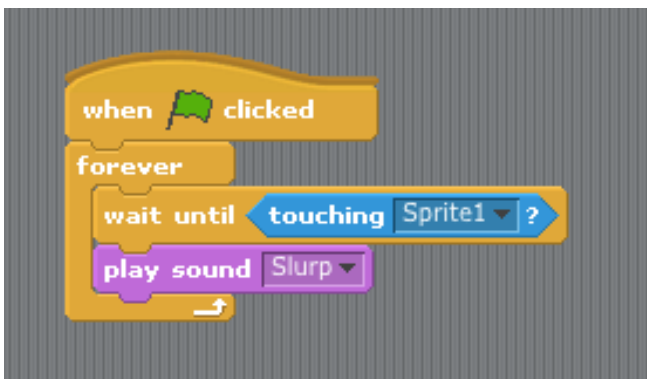 when clicked
forever
wait until touching Sprite1 ?
play sound Slurp